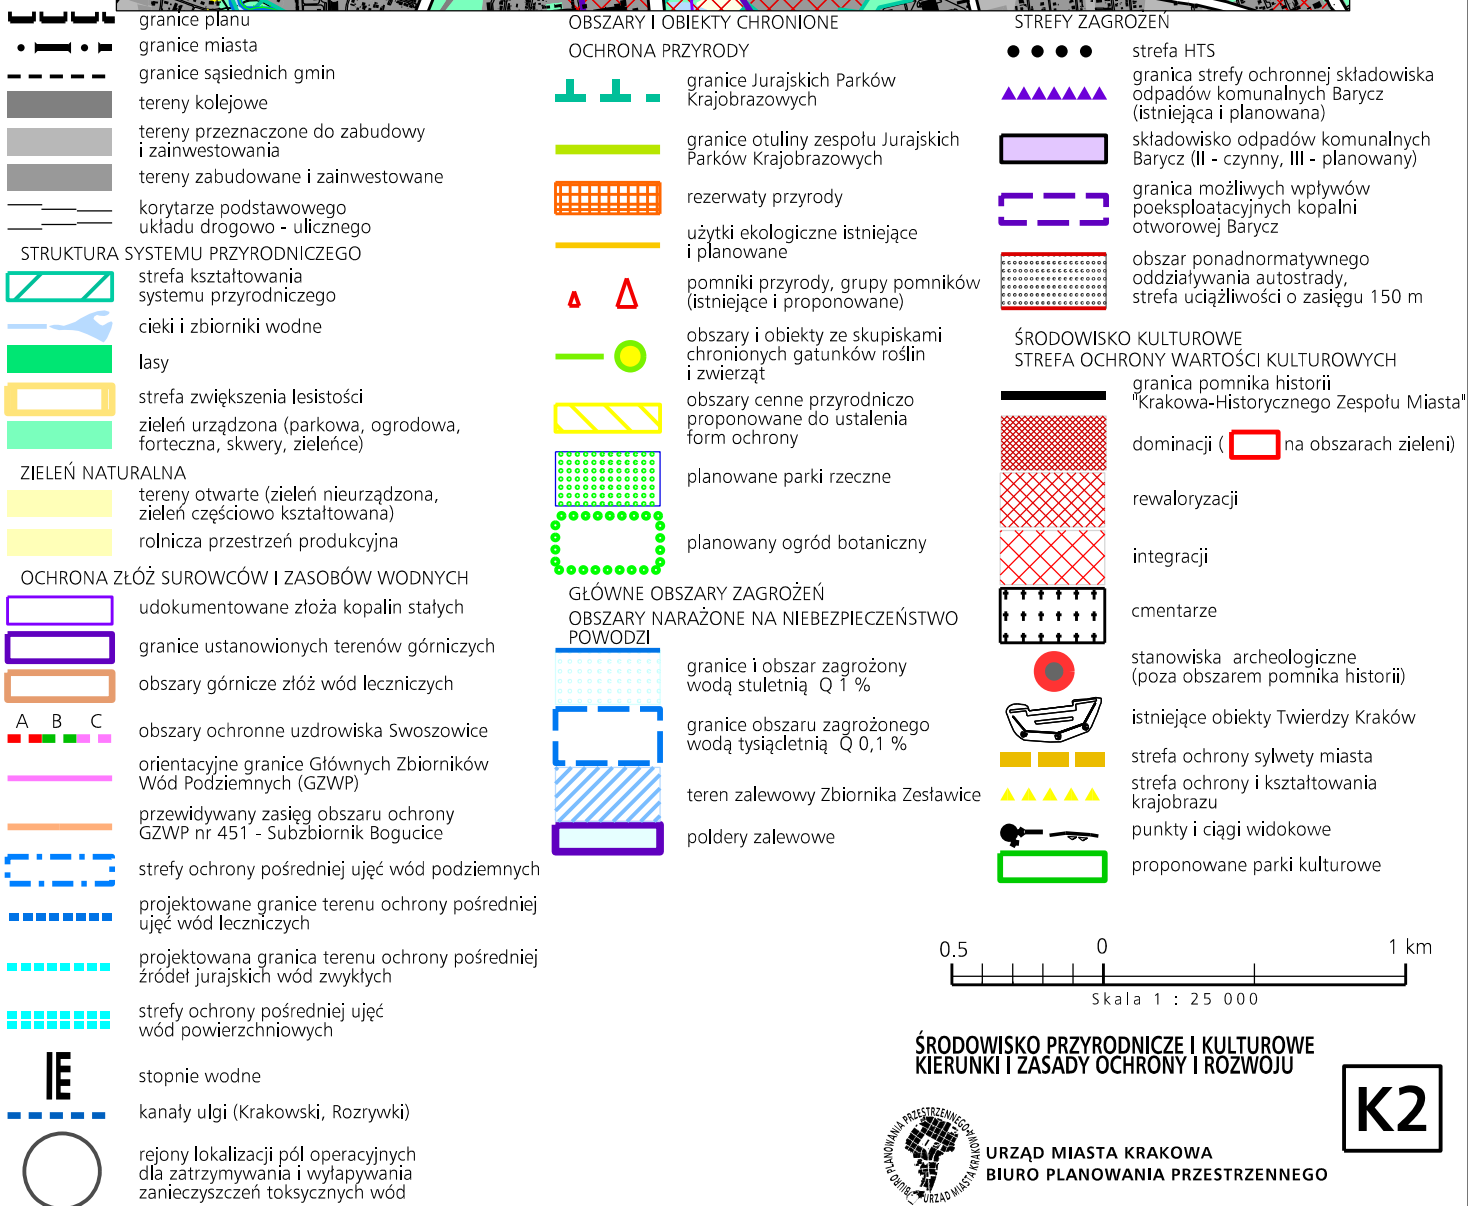 granice planu
granice miasta
granice sąsiednich gmin
tereny kolejowe
tereny przeznaczone do zabudowy
i zainwestowania
tereny zabudowane i zainwestowane
korytarze podstawowego
układu drogowo - ulicznego
STRUKTURA SYSTEMU PRZYRODNICZEGO
strefa kształtowania
systemu przyrodniczego
cieki i zbiorniki wodne
lasy
strefa zwiększenia lesistości
zieleń urządzona (parkowa, ogrodowa,
forteczna, skwery, zieleńce)
ZIELEŃ NATURALNA
tereny otwarte (zieleń nieurządzona,
zieleń częściowo kształtowana)
rolnicza przestrzeń produkcyjna
OCHRONA ZŁÓŻ SUROWCÓW I ZASOBÓW WODNYCH
udokumentowane złoża kopalin stałych
granice ustanowionych terenów górniczych
obszary górnicze złóż wód leczniczych
A B C
obszary ochronne uzdrowiska Swoszowice
orientacyjne granice Głównych Zbiorników
Wód Podziemnych (GZWP)
przewidywany zasięg obszaru ochrony
GZWP nr 451 - Subzbiornik Bogucice
strefy ochrony pośredniej ujęć wód podziemnych
projektowane granice terenu ochrony pośredniej
ujęć wód leczniczych
projektowana granica terenu ochrony pośredniej
źródeł jurajskich wód zwykłych
strefy ochrony pośredniej ujęć
wód powierzchniowych
stopnie wodne
kanały ulgi (Krakowski, Rozrywki)
rejony lokalizacji pól operacyjnych
dla zatrzymywania i wyłapywania
zanieczyszczeń toksycznych wód
OBSZARY I OBIEKTY CHRONIONE
OCHRONA PRZYRODY
granice Jurajskich Parków
Krajobrazowych
granice otuliny zespołu Jurajskich
Parków Krajobrazowych
rezerwaty przyrody
użytki ekologiczne istniejące
i planowane
pomniki przyrody, grupy pomników
(istniejące i proponowane)
obszary i obiekty ze skupiskami
chronionych gatunków roślin
i zwierząt
obszary cenne przyrodniczo
proponowane do ustalenia
form ochrony
planowane parki rzeczne
planowany ogród botaniczny
GŁÓWNE OBSZARY ZAGROŻEŃ
OBSZARY NARAŻONE NA NIEBEZPIECZEŃSTWO
POWODZI
granice i obszar zagrożony
wodą stuletnią Q 1 %
granice obszaru zagrożonego
wodą tysiącletnią Q 0,1 %
teren zalewowy Zbiornika Zesławice
poldery zalewowe
STREFY ZAGROŻEŃ
strefa HTS
granica strefy ochronnej składowiska
odpadów komunalnych Barycz
(istniejąca i planowana)
składowisko odpadów komunalnych
Barycz (II - czynny, III - planowany)
granica możliwych wpływów
poeksploatacyjnych kopalni
otworowej Barycz
obszar ponadnormatywnego
oddziaływania autostrady,
strefa uciążliwości o zasięgu 150 m
ŚRODOWISKO KULTUROWE
STREFA OCHRONY WARTOŚCI KULTUROWYCH
granica pomnika historii
"Krakowa-Historycznego Zespołu Miasta"
dominacji ( na obszarach zieleni)
rewaloryzacji
integracji
cmentarze
stanowiska archeologiczne
(poza obszarem pomnika historii)
istniejące obiekty Twierdzy Kraków
strefa ochrony sylwety miasta
strefa ochrony i kształtowania
krajobrazu
punkty i ciągi widokowe
proponowane parki kulturowe
0.5 0 1 km
Skala 1 : 25 000
ŚRODOWISKO PRZYRODNICZE I KULTUROWE
KIERUNKI I ZASADY OCHRONY I ROZWOJU
K2
BIURO PLANOWANIA PRZESTRZENNEGO
URZĄD MIASTA KRAKOWA
URZĄD MIASTA KRAKOWA
BIURO PLANOWANIA PRZESTRZENNEGO